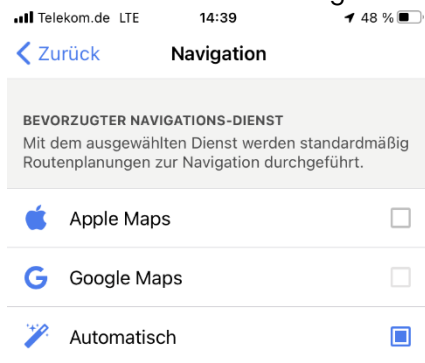 Telekom.de LTE 14:39 48 %
Zurück Navigation
BEVORZUGTER NAVIGATIONS-DIENST
Mit dem ausgewählten Dienst werden standardmäßig
Routenplanungen zur Navigation durchgeführt.
Apple Maps
G Google Maps
Automatisch